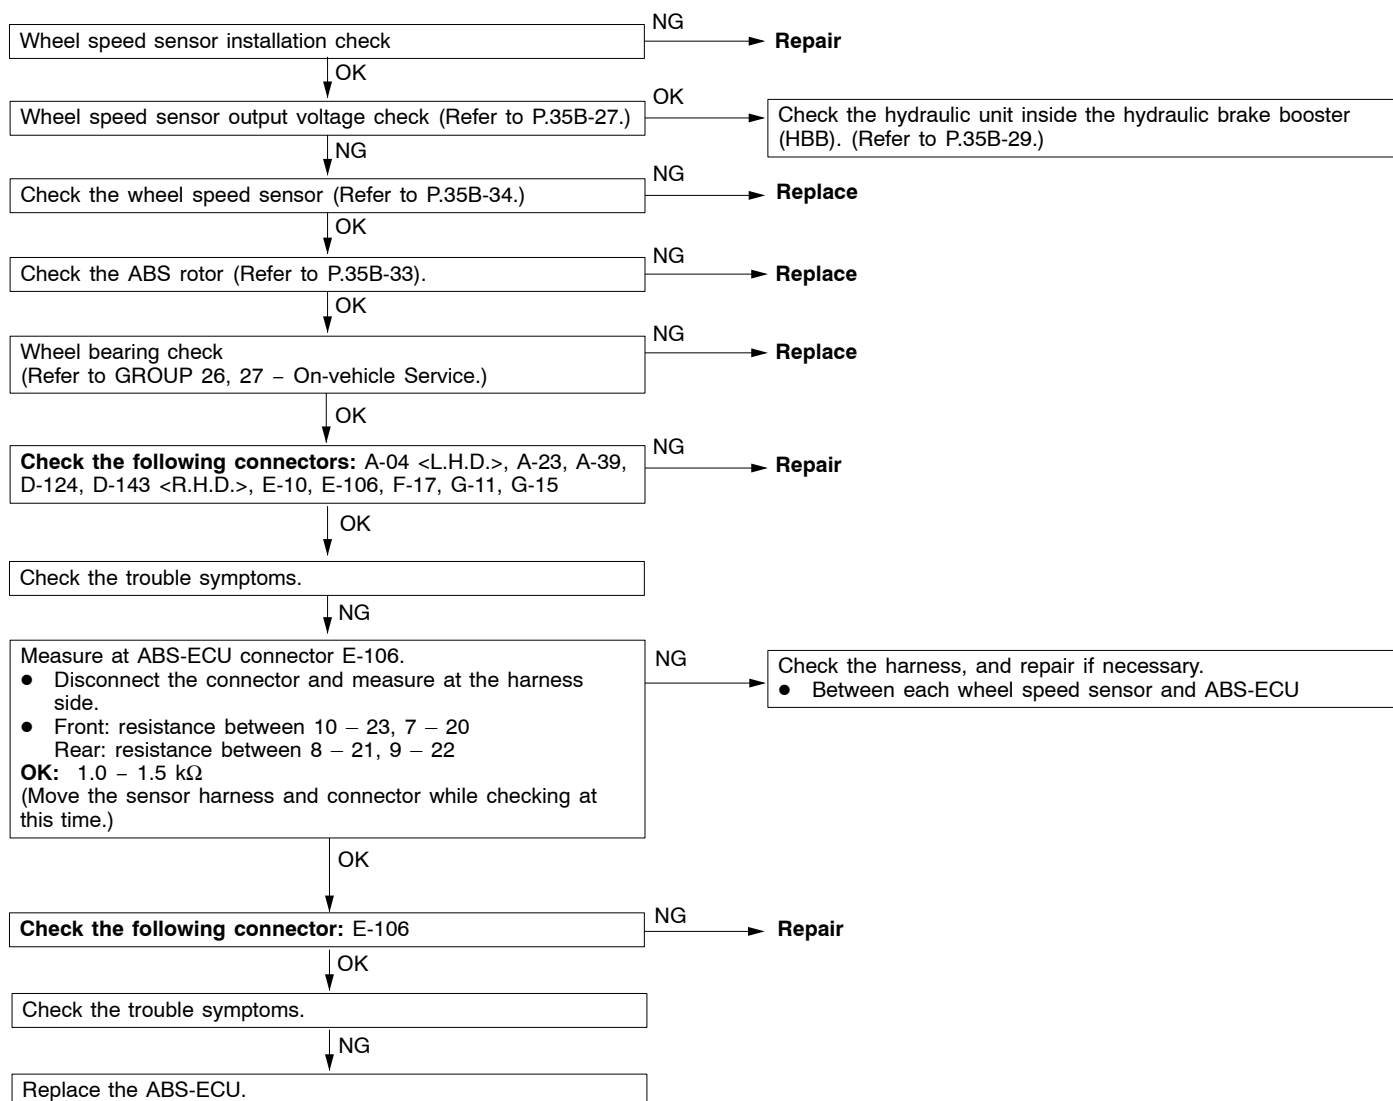 NG
Wheel speed sensor installation check
Repair
OK
OK
Wheel speed sensor output voltage check (Refer to P.35B-27.)
Check the hydraulic unit inside the hydraulic brake booster
(HBB). (Refer to P.35B-29.)
NG
NG
Check the wheel speed sensor (Refer to P.35B-34.)
Replace
OK
NG
Check the ABS rotor (Refer to P.35B-33).
Replace
OK
NG
Wheel bearing check
(Refer to GROUP 26, 27 – On-vehicle Service.)
Replace
OK
NG
Check the following connectors: A-04 <L.H.D.>, A-23, A-39,
D-124, D-143 <R.H.D.>, E-10, E-106, F-17, G-11, G-15
Repair
OK
Check the trouble symptoms.
NG
Measure at ABS-ECU connector E-106.
● Disconnect the connector and measure at the harness
side.
● Front: resistance between 10 – 23, 7 – 20
Rear: resistance between 8 – 21, 9 – 22
OK: 1.0 – 1.5 kΩ
(Move the sensor harness and connector while checking at
this time.)
NG
Check the harness, and repair if necessary.
● Between each wheel speed sensor and ABS-ECU
OK
NG
Check the following connector: E-106
Repair
OK
Check the trouble symptoms.
NG
Replace the ABS-ECU.